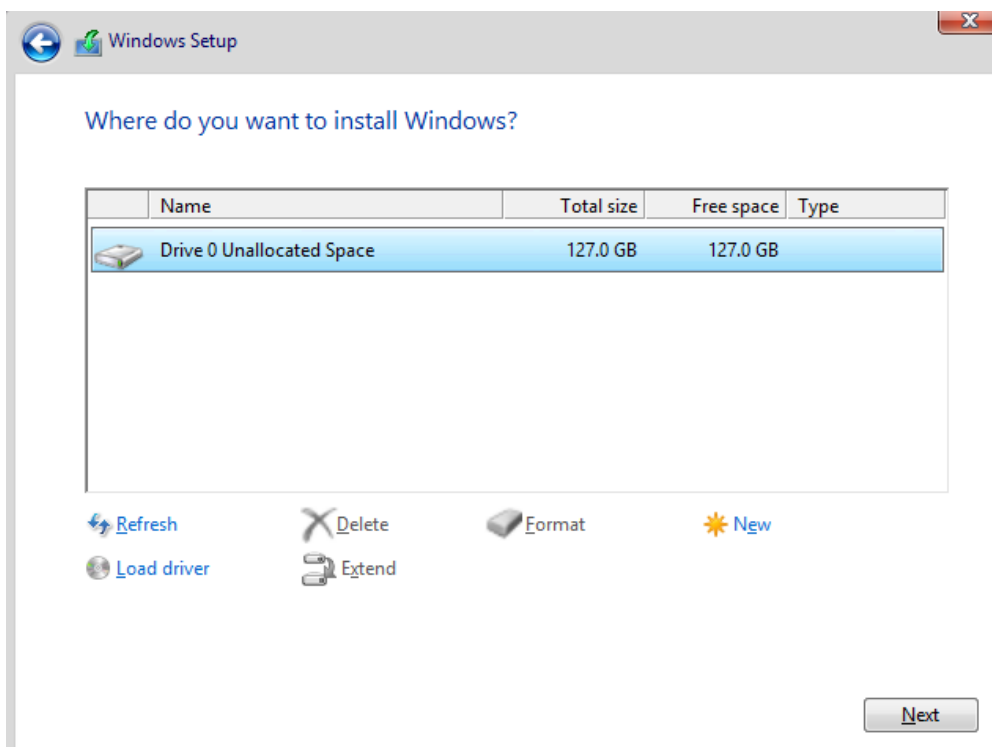 Windows Setup
Where do you want to install Windows?
Name Total size Free space Type
Drive 0 Unallocated Space 127.0 GB 127.0 GB
Refresh Delete Format New
Load driver Extend
Next